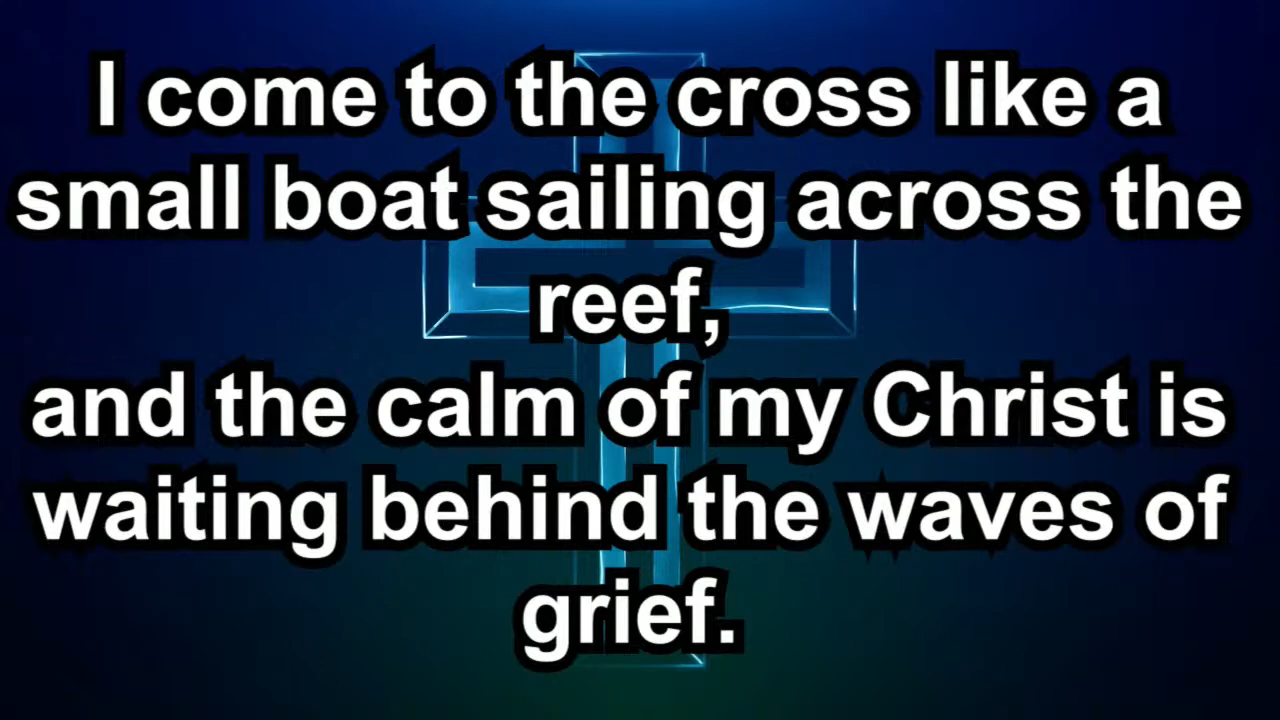 I come to the cross like a
small boat sailing across the
reef,
and the calm of my Christ is
waiting behind the waves of
grief.